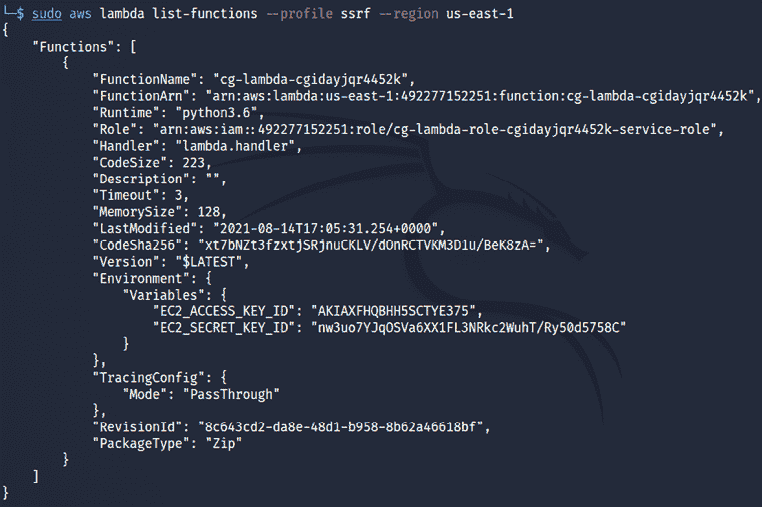 └─$ sudo aws lambda list-functions --profile ssrf --region us-east-1
{
    "Functions": [
        {
            "FunctionName": "cg-lambda-cgidayjqr4452k",
            "FunctionArn": "arn:aws:lambda:us-east-1:492277152251:function:cg-lambda-cgidayjqr4452k",
            "Runtime": "python3.6",
            "Role": "arn:aws:iam::492277152251:role/cg-lambda-role-cgidayjqr4452k-service-role",
            "Handler": "lambda.handler",
            "CodeSize": 223,
            "Description": "",
            "Timeout": 3,
            "MemorySize": 128,
            "LastModified": "2021-08-14T17:05:31.254+0000",
            "CodeSha256": "xt7bNZt3fzxtjSRjnuCKLV/dOnRCTVKM3D1u/BeK8zA=",
            "Version": "$LATEST",
            "Environment": {
                "Variables": {
                    "EC2_ACCESS_KEY_ID": "AKIAXFHQBHH5SCTYE375",
                    "EC2_SECRET_KEY_ID": "nw3uo7YJqOSVa6XX1FL3NRkc2WuhT/Ry50d5758C"
                }
            },
            "TracingConfig": {
                "Mode": "PassThrough"
            },
            "RevisionId": "8c643cd2-da8e-48d1-b958-8b62a46618bf",
            "PackageType": "Zip"
        }
    ]
}